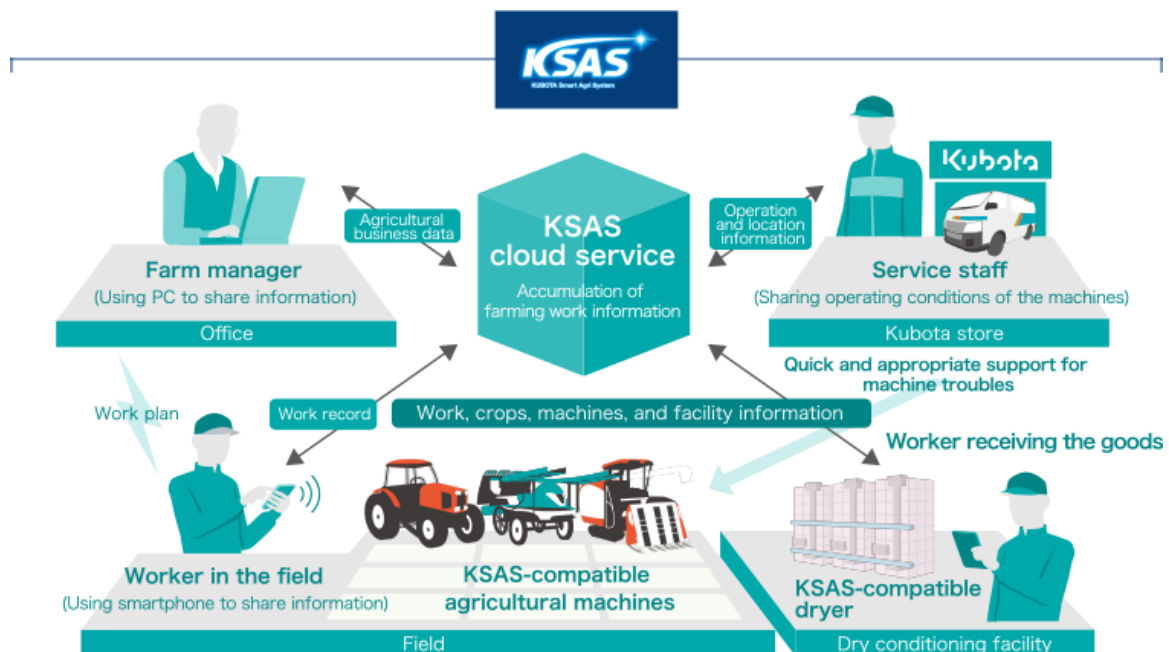 KSAS
KUBOTA Smart Agri System
Kubota
Agricultural
business data
KSAS
cloud service
Accumulation of
farming work information
Operation
and location
information
Farm manager
(Using PC to share information)
Office
Service staff
(Sharing operating conditions of the machines)
Kubota store
Quick and appropriate support for
machine troubles
Work plan
Work record
Work, crops, machines, and facility information
Worker receiving the goods
Worker in the field
(Using smartphone to share information)
KSAS-compatible
agricultural machines
Field
KSAS-compatible
dryer
Dry conditioning facility